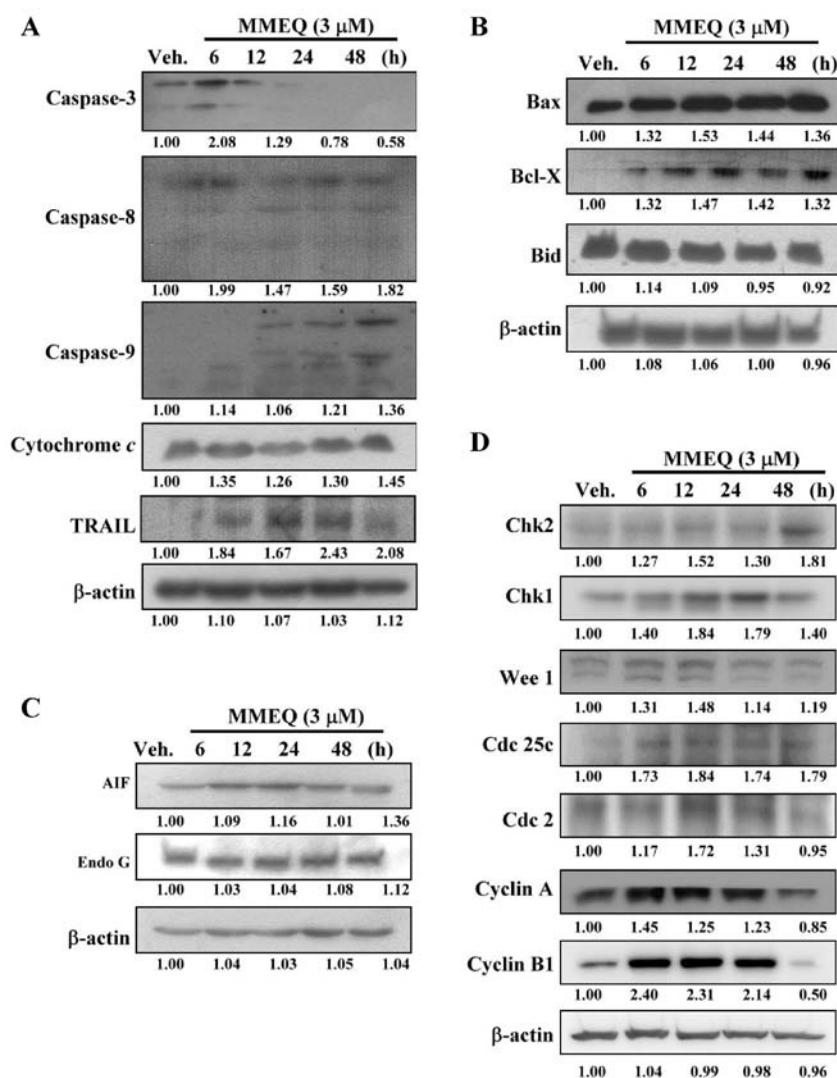 A
MMEQ (3 μM)
Veh. 6 12 24 48 (h)
Caspase-3
1.00 2.08 1.29 0.78 0.58
Caspase-8
1.00 1.99 1.47 1.59 1.82
Caspase-9
1.00 1.14 1.06 1.21 1.36
Cytochrome c
1.00 1.35 1.26 1.30 1.45
TRAIL
1.00 1.84 1.67 2.43 2.08
β-actin
1.00 1.10 1.07 1.03 1.12
B
MMEQ (3 μM)
Veh. 6 12 24 48 (h)
Bax
1.00 1.32 1.53 1.44 1.36
Bcl-X
1.00 1.32 1.47 1.42 1.32
Bid
1.00 1.14 1.09 0.95 0.92
β-actin
1.00 1.08 1.06 1.00 0.96
C
MMEQ (3 μM)
Veh. 6 12 24 48 (h)
AIF
1.00 1.09 1.16 1.01 1.36
Endo G
1.00 1.03 1.04 1.08 1.12
β-actin
1.00 1.04 1.03 1.05 1.04
D
MMEQ (3 μM)
Veh. 6 12 24 48 (h)
Chk2
1.00 1.27 1.52 1.30 1.81
Chk1
1.00 1.40 1.84 1.79 1.40
Wee 1
1.00 1.31 1.48 1.14 1.19
Cdc 25c
1.00 1.73 1.84 1.74 1.79
Cdc 2
1.00 1.17 1.72 1.31 0.95
Cyclin A
1.00 1.45 1.25 1.23 0.85
Cyclin B1
1.00 2.40 2.31 2.14 0.50
β-actin
1.00 1.04 0.99 0.98 0.96